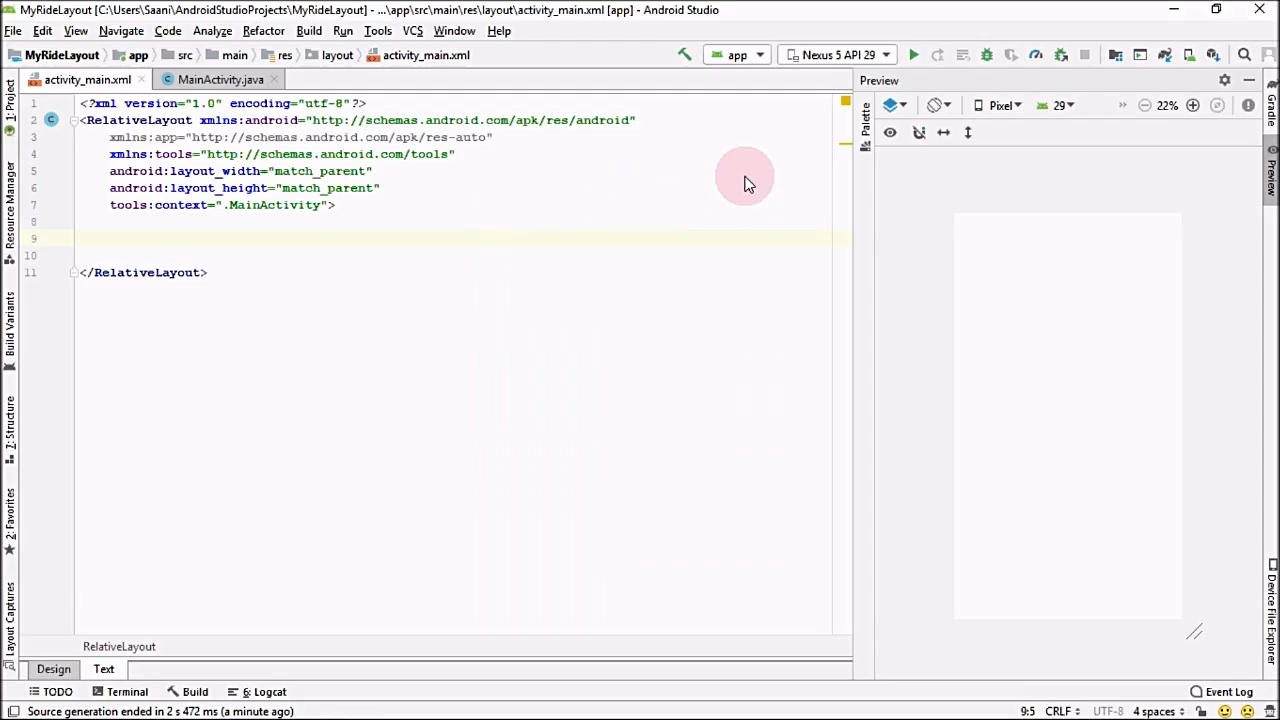 MyRideLayout [C:\Users\Saani\AndroidStudioProjects\MyRideLayout] - ...\app\src\main\res\layout\activity_main.xml [app] - Android Studio
File Edit View Navigate Code Analyze Refactor Build Run Tools VCS Window Help
MyRideLayout app src main res layout activity_main.xml app Nexus 5 API 29
activity_main.xml MainActivity.java Preview
Pixel 29 » 22%
1 <?xml version="1.0" encoding="utf-8"?>
2 <RelativeLayout xmlns:android="http://schemas.android.com/apk/res/android"
3 xmlns:app="http://schemas.android.com/apk/res-auto"
4 xmlns:tools="http://schemas.android.com/tools"
5 android:layout_width="match_parent"
6 android:layout_height="match_parent"
7 tools:context=".MainActivity">
8
9
10
11 </RelativeLayout>
1: Project
Resource Manager
Build Variants
7: Structure
2: Favorites
Layout Captures
Palette
Gradle
Preview
Device File Explorer
RelativeLayout
Design Text
TODO Terminal Build 6: Logcat Event Log
Source generation ended in 2 s 472 ms (a minute ago) 9:5 CRLF UTF-8 4 spaces